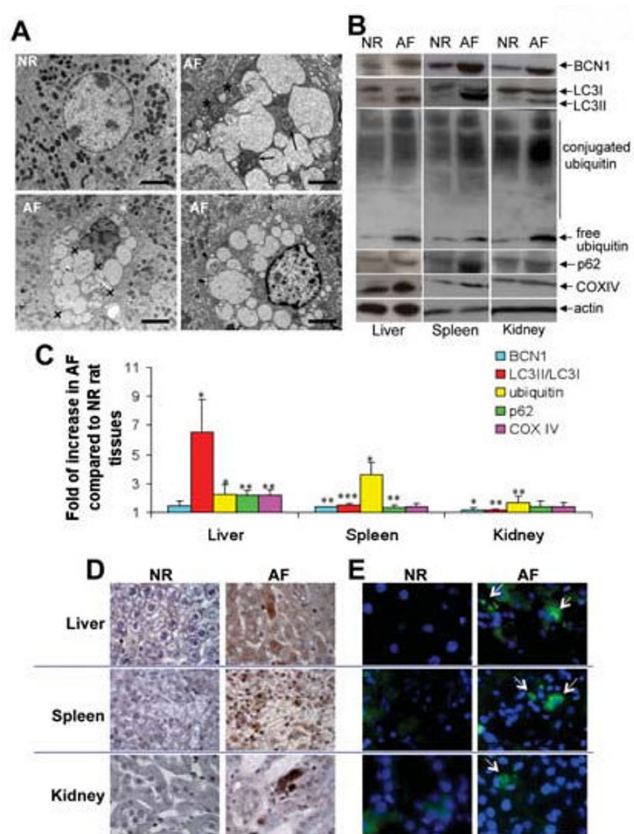 A
NR
AF
AF
AF
B
NR AF NR AF NR AF
BCN1
LC3I
LC3II
conjugated
ubiquitin
free
ubiquitin
p62
COXIV
actin
Liver Spleen Kidney
C
Fold of increase in AF
compared to NR rat
tissues
11
9
7
5
3
1
* * ** **
** *** * **
* ** **
Liver Spleen Kidney
BCN1
LC3II/LC3I
ubiquitin
p62
COX IV
D
NR AF
E
NR AF
Liver
Spleen
Kidney